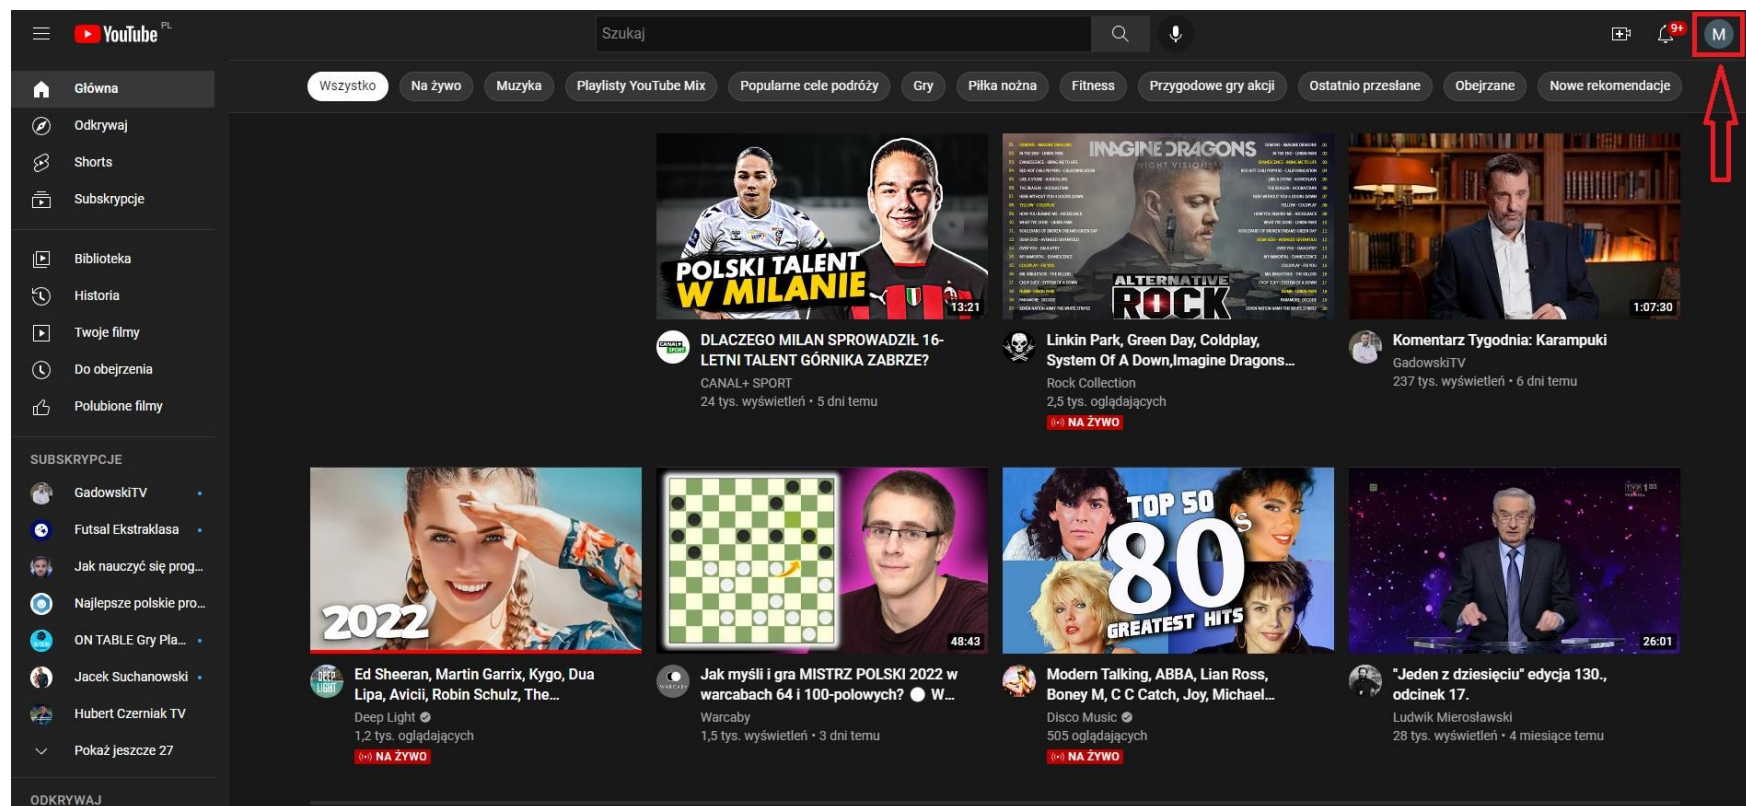 YouTube PL
Szukaj
9+
M
Główna
Odkrywaj
Shorts
Subskrypcje
Biblioteka
Historia
Twoje filmy
Do obejrzenia
Polubione filmy
SUBSKRYPCJE
GadowskiTV
Futsal Ekstraklasa
Jak nauczyć się prog...
Najlepsze polskie pro...
ON TABLE Gry Pla...
Jacek Suchanowski
Hubert Czerniak TV
Pokaż jeszcze 27
ODKRYWAJ
Wszystko
Na żywo
Muzyka
Playlisty YouTube Mix
Popularne cele podróży
Gry
Piłka nożna
Fitness
Przygodowe gry akcji
Ostatnio przesłane
Obejrzane
Nowe rekomendacje
POLSKI TALENT
W MILANIE
13:21
CANAL+
SPORT
DLACZEGO MILAN SPROWADZIŁ 16-
LETNI TALENT GÓRNIKA ZABRZE?
CANAL+ SPORT
24 tys. wyświetleń • 5 dni temu
IMAGINE DRAGONS
NIGHT VISIONS
ALTERNATIVE
ROCK
Linkin Park, Green Day, Coldplay,
System Of A Down,Imagine Dragons...
Rock Collection
2,5 tys. oglądających
NA ŻYWO
1:07:30
Komentarz Tygodnia: Karampuki
GadowskiTV
237 tys. wyświetleń • 6 dni temu
2022
DEEP
LIGHT
Ed Sheeran, Martin Garrix, Kygo, Dua
Lipa, Avicii, Robin Schulz, The...
Deep Light
1,2 tys. oglądających
NA ŻYWO
48:43
WARCABY
Jak myśli i gra MISTRZ POLSKI 2022 w
warcabach 64 i 100-polowych? ⚪ W...
Warcaby
1,5 tys. wyświetleń • 3 dni temu
TOP 50
80s
GREATEST HITS
Modern Talking, ABBA, Lian Ross,
Boney M, C C Catch, Joy, Michael...
Disco Music
505 oglądających
NA ŻYWO
TVP 1 HD
26:01
"Jeden z dziesięciu" edycja 130.,
odcinek 17.
Ludwik Mierosławski
28 tys. wyświetleń • 4 miesiące temu